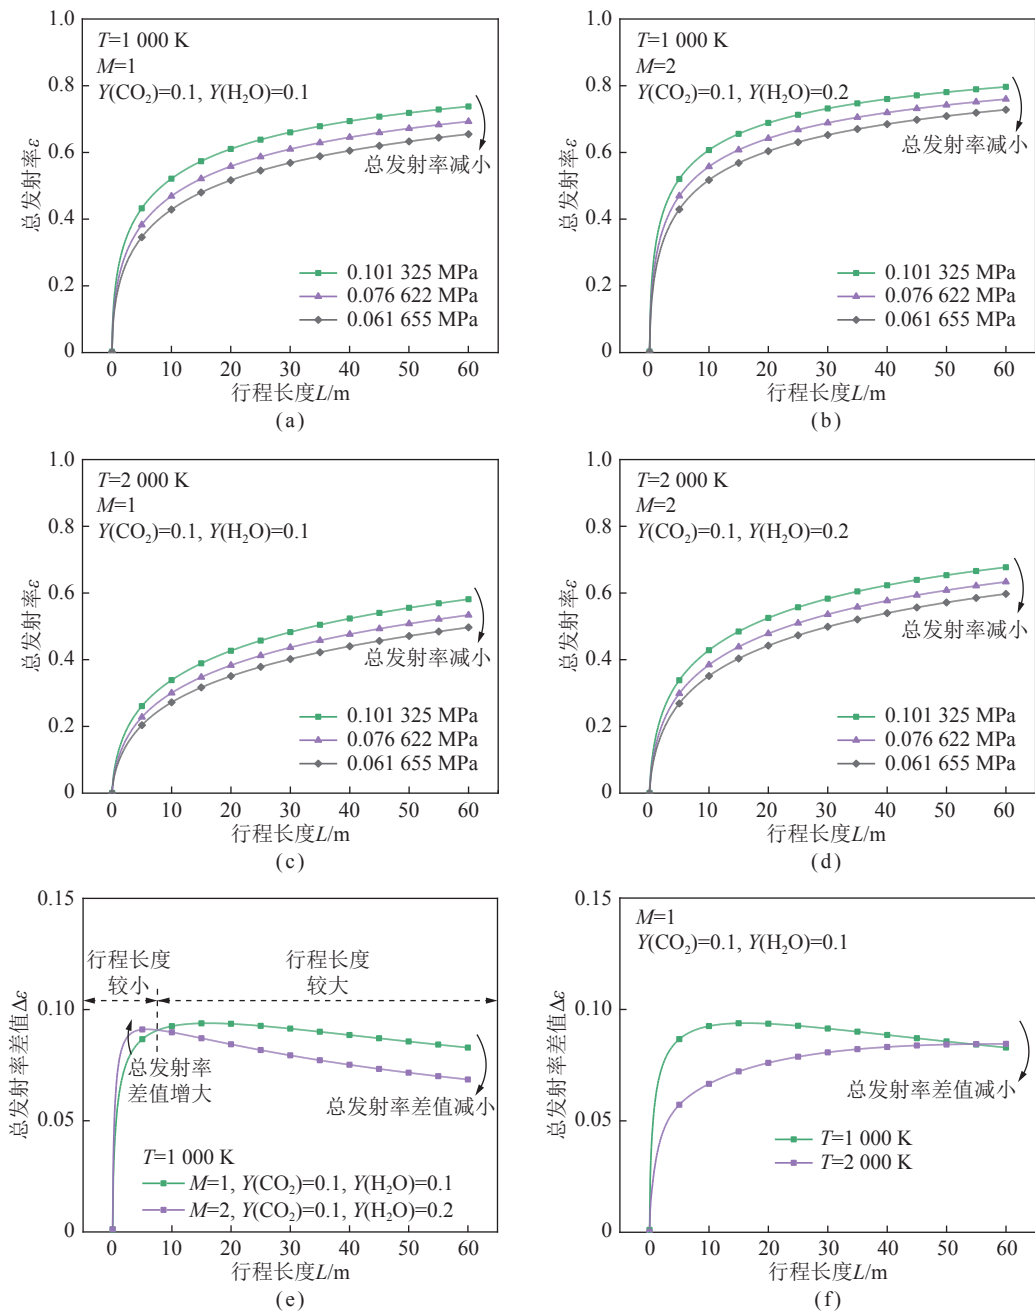 1.0
0.8
0.6
0.4
0.2
0
总发射率ε
T=1 000 K
M=1
Y(CO₂)=0.1, Y(H₂O)=0.1
总发射率减小
0.101 325 MPa
0.076 622 MPa
0.061 655 MPa
0 10 20 30 40 50 60
行程长度L/m
(a)
1.0
0.8
0.6
0.4
0.2
0
总发射率ε
T=1 000 K
M=2
Y(CO₂)=0.1, Y(H₂O)=0.2
总发射率减小
0.101 325 MPa
0.076 622 MPa
0.061 655 MPa
0 10 20 30 40 50 60
行程长度L/m
(b)
1.0
0.8
0.6
0.4
0.2
0
总发射率ε
T=2 000 K
M=1
Y(CO₂)=0.1, Y(H₂O)=0.1
总发射率减小
0.101 325 MPa
0.076 622 MPa
0.061 655 MPa
0 10 20 30 40 50 60
行程长度L/m
(c)
1.0
0.8
0.6
0.4
0.2
0
总发射率ε
T=2 000 K
M=2
Y(CO₂)=0.1, Y(H₂O)=0.2
总发射率减小
0.101 325 MPa
0.076 622 MPa
0.061 655 MPa
0 10 20 30 40 50 60
行程长度L/m
(d)
0.15
0.10
0.05
0
总发射率差值Δε
行程长度
较小
行程长度
较大
总发射率
差值增大
总发射率差值减小
T=1 000 K
M=1, Y(CO₂)=0.1, Y(H₂O)=0.1
M=2, Y(CO₂)=0.1, Y(H₂O)=0.2
0 10 20 30 40 50 60
行程长度L/m
(e)
0.15
0.10
0.05
0
总发射率差值Δε
M=1
Y(CO₂)=0.1, Y(H₂O)=0.1
总发射率差值减小
T=1 000 K
T=2 000 K
0 10 20 30 40 50 60
行程长度L/m
(f)